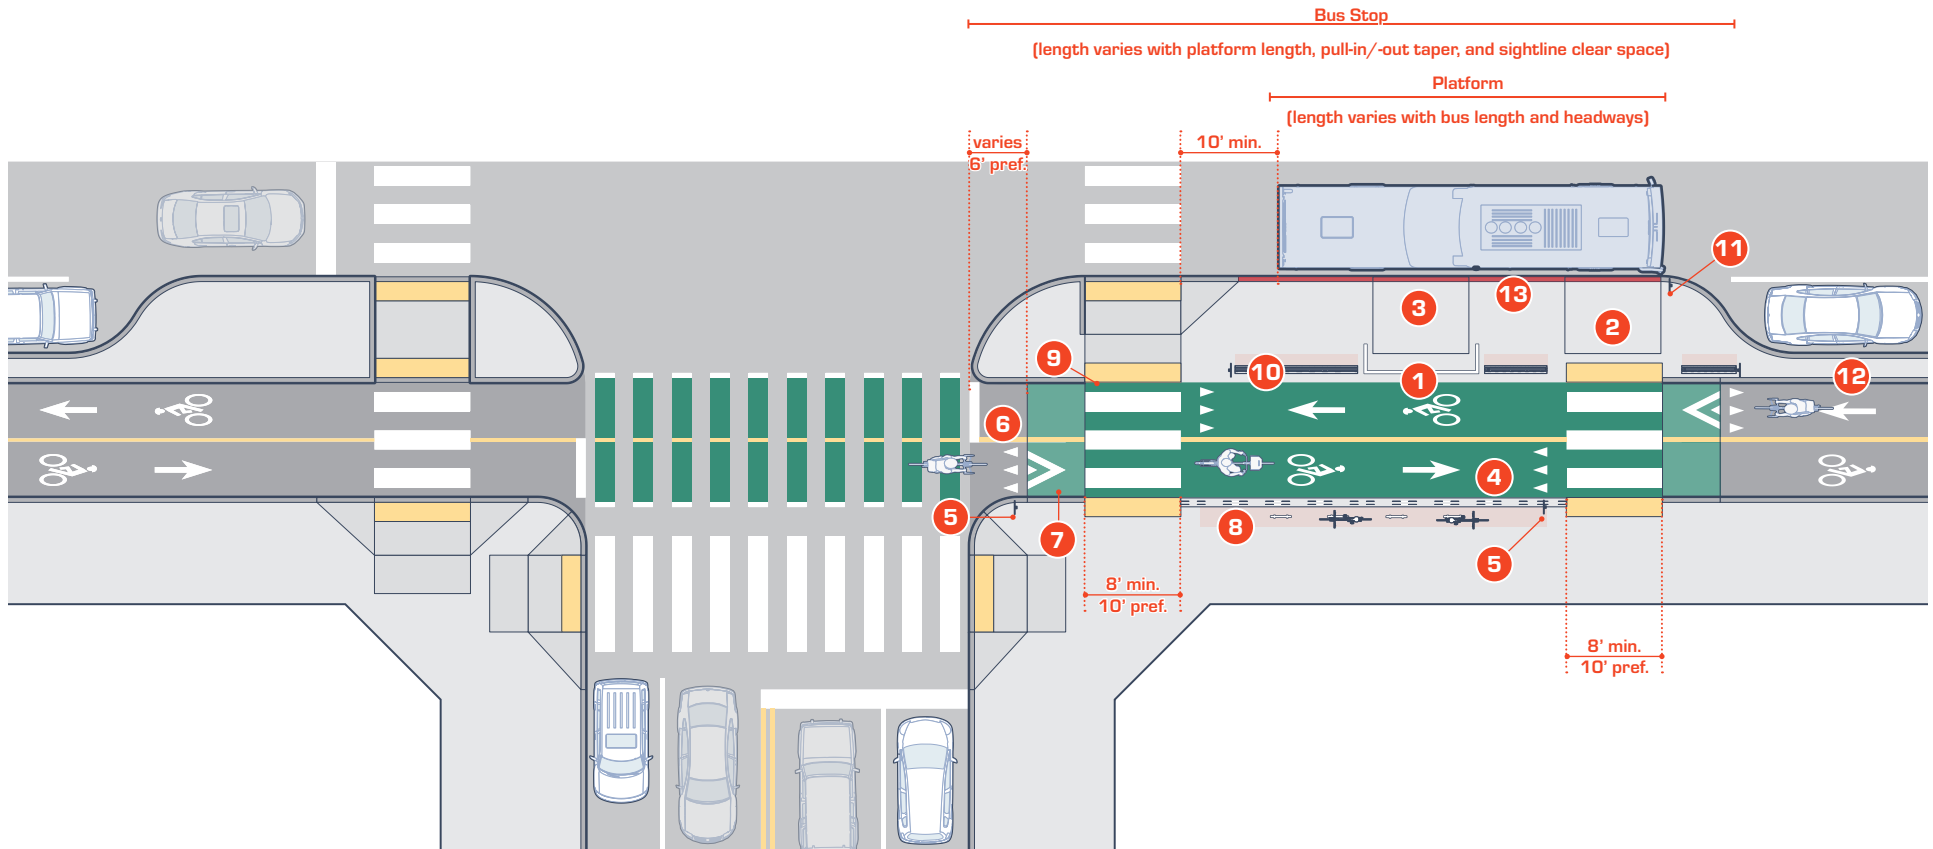 Bus Stop
(length varies with platform length, pull-in/-out taper, and sightline clear space)
Platform
(length varies with bus length and headways)
varies
6' pref.
10' min.
11
3
13
2
9
10
1
12
6
4
5
7
8
5
8' min.
10' pref.
8' min.
10' pref.